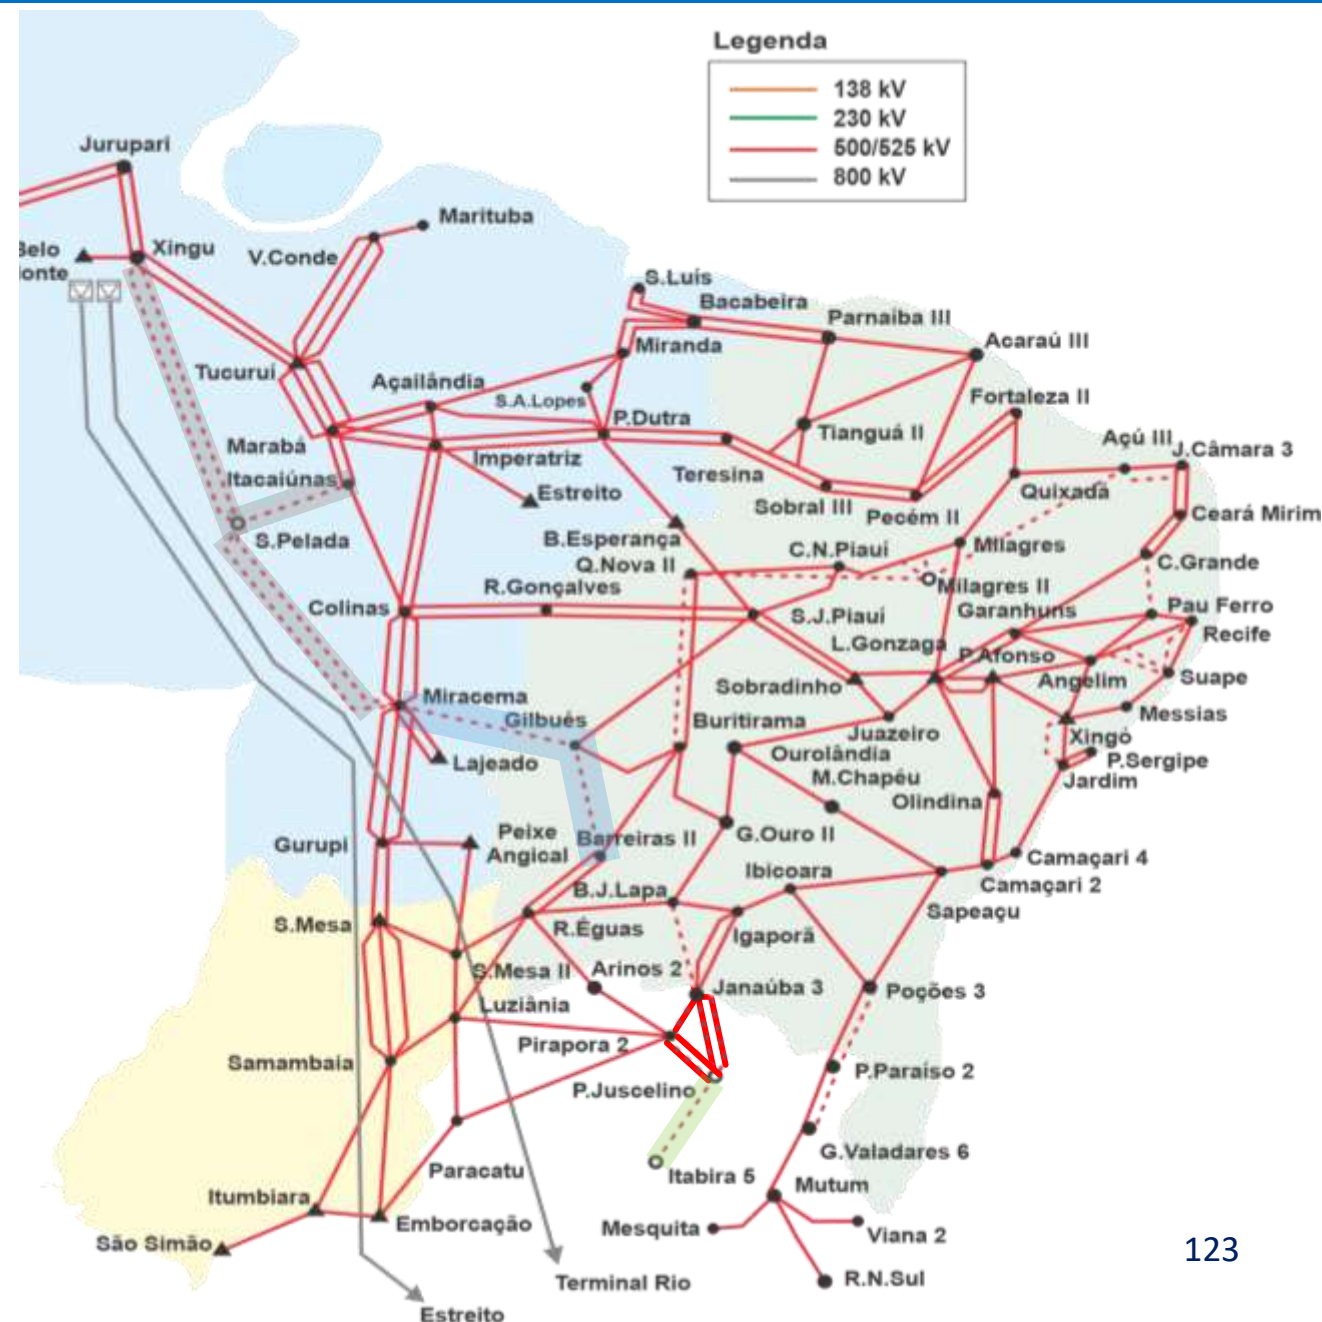 Legenda
138 kV
230 kV
500/525 kV
800 kV
Jurupari
Marituba
Belo
onte
Xingu
V.Conde
S.Luís
Bacabeira
Parnaiba III
Acaraú III
Miranda
Tucuruí
Açailândia
S.A.Lopes
Fortaleza II
P.Dutra
Tianguá II
Marabá
Imperatriz
Teresina
Açú III
J.Câmara 3
Itacaiúnas
Estreito
Sobral III
Pecém II
Quixadá
Ceará Mirim
S.Pelada
B.Esperança
C.N.Piauí
Milagres
Q.Nova II
C.Grande
R.Gonçalves
Milagres II
Colinas
S.J.Piauí
Garanhuns
Pau Ferro
Recife
L.Gonzaga
P.Afonso
Angelim
Suape
Miracema
Sobradinho
Gilbués
Buritirama
Juazeiro
Messias
Xingó
Lajeado
Ourolândia
P.Sergipe
M.Chapéu
Jardim
Olindina
Gurupi
Peixe
Angical
Barreiras II
G.Ouro II
Camaçari 4
Ibicoara
Camaçari 2
B.J.Lapa
Sapeaçu
S.Mesa
R.Éguas
Igaporã
S.Mesa II
Arinos 2
Janaúba 3
Poções 3
Luziânia
Pirapora 2
Samambaia
P.Juscelino
P.Paraíso 2
G.Valadares 6
Paracatu
Itabira 5
Mutum
Itumbiara
Emborcação
Mesquita
Viana 2
São Simão
Terminal Rio
R.N.Sul
Estreito
123